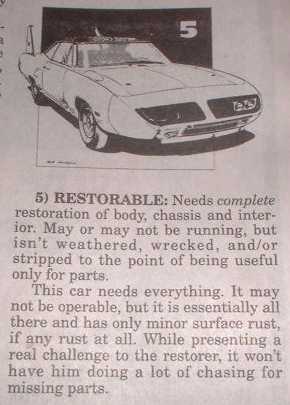 5
5) RESTORABLE: Needs complete
restoration of body, chassis and inter-
ior. May or may not be running, but
isn't weathered, wrecked, and/or
stripped to the point of being useful
only for parts.
This car needs everything. It may
not be operable, but it is essentially all
there and has only minor surface rust,
if any rust at all. While presenting a
real challenge to the restorer, it won't
have him doing a lot of chasing for
missing parts.